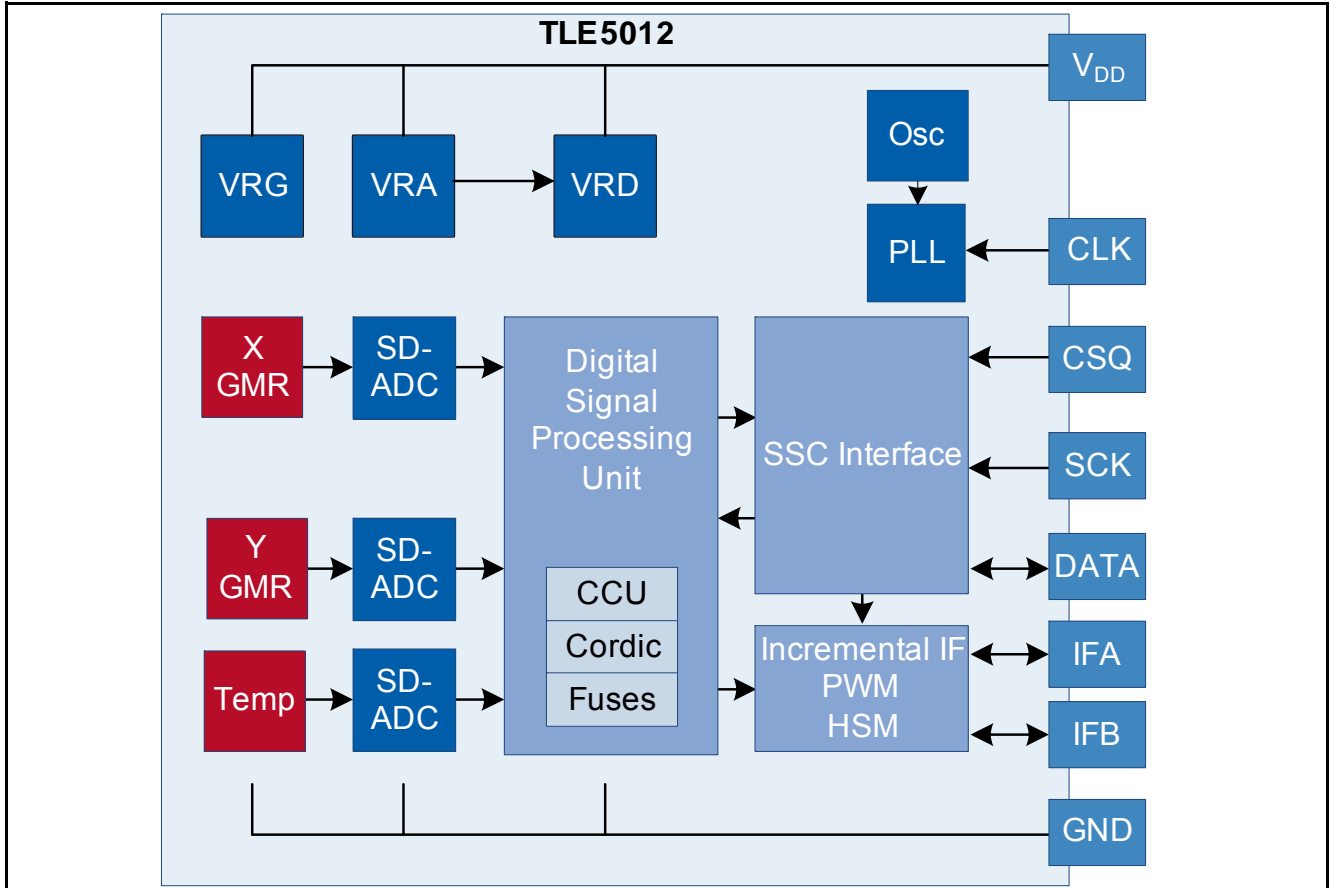 TLE5012
VDD
VRG
VRA
VRD
Osc
PLL
CLK
X
GMR
SD-
ADC
Digital
Signal
Processing
Unit
SSC Interface
CSQ
SCK
DATA
Y
GMR
SD-
ADC
CCU
Cordic
Fuses
Temp
SD-
ADC
Incremental IF
PWM
HSM
IFA
IFB
GND